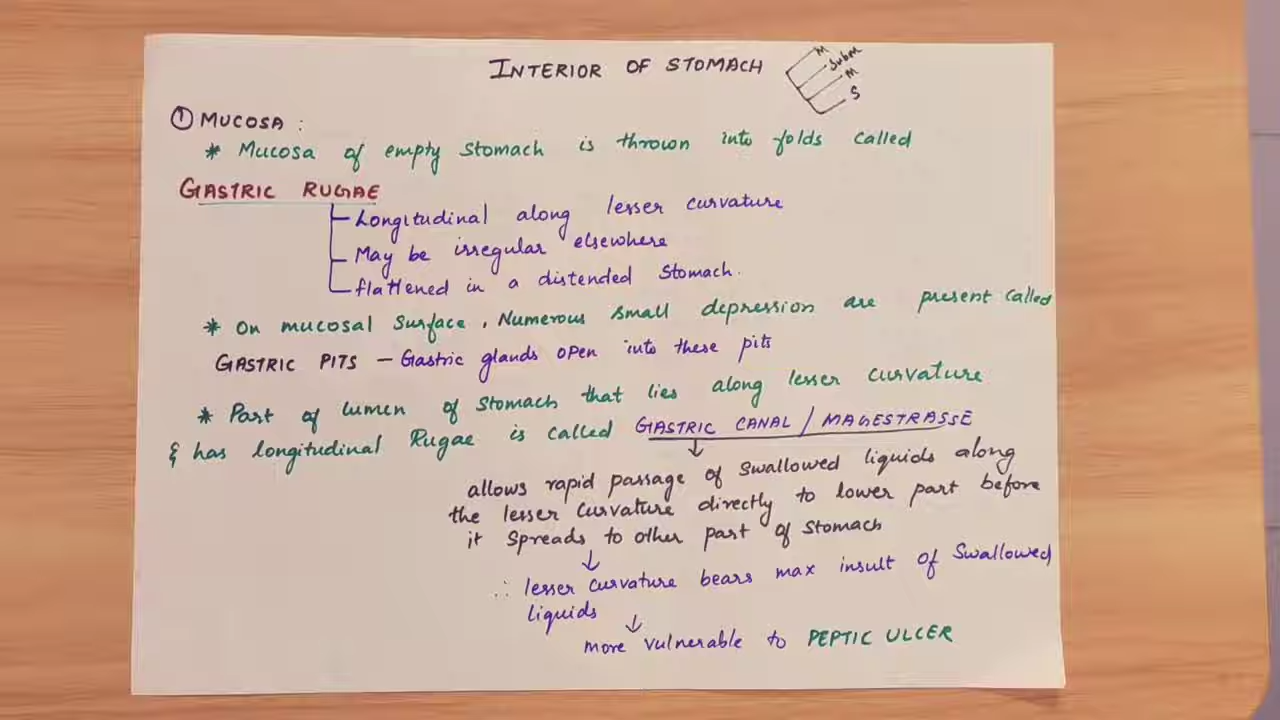 INTERIOR OF STOMACH
M
SubM
M
S
① MUCOSA :
* Mucosa of empty stomach is thrown into folds called
GASTRIC RUGAE
Longitudinal along lesser curvature
May be irregular elsewhere
flattened in a distended stomach.
* On mucosal surface, Numerous small depression are present called
GASTRIC PITS – Gastric glands open into these pits
* Part of lumen of stomach that lies along lesser curvature
& has longitudinal Rugae is called GASTRIC CANAL / MAGESTRASSE
↓
allows rapid passage of swallowed liquids along
the lesser curvature directly to lower part before
it spreads to other part of stomach
↓
∴ lesser curvature bears max insult of swallowed
liquids
↓
more vulnerable to PEPTIC ULCER